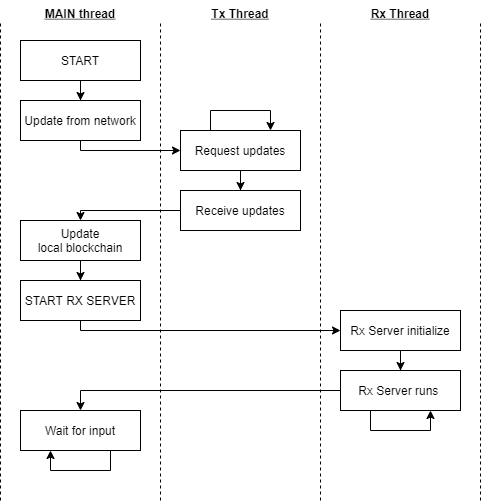 MAIN thread
Tx Thread
Rx Thread
START
Update from network
Request updates
Receive updates
Update
local blockchain
START RX SERVER
Rx Server initialize
Rx Server runs
Wait for input